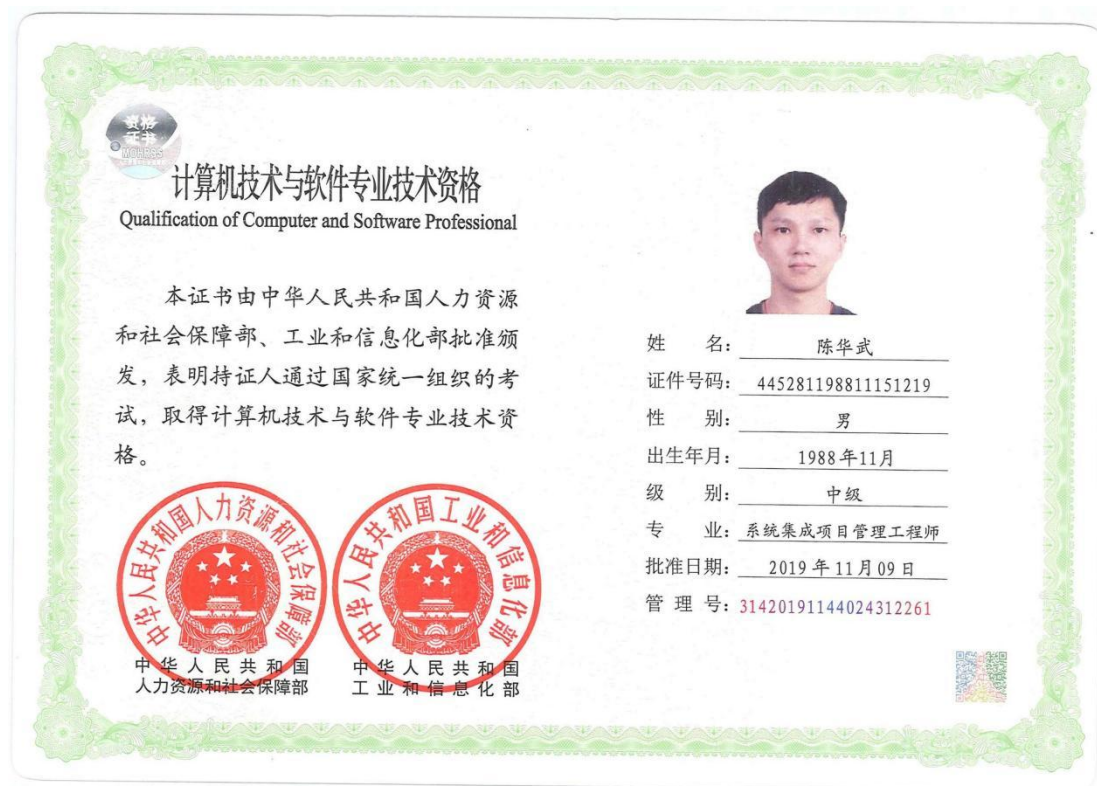 资格
证书
MOHRSS
计算机技术与软件专业技术资格
Qualification of Computer and Software Professional
本证书由中华人民共和国人力资源
和社会保障部、工业和信息化部批准颁
发，表明持证人通过国家统一组织的考
试，取得计算机技术与软件专业技术资
格。
中华人民共和国人力资源和社会保障部
中华人民共和国
人力资源和社会保障部
中华人民共和国工业和信息化部
中华人民共和国
工业和信息化部
姓 名：陈华武
证件号码：445281198811151219
性 别：男
出生年月：1988年11月
级 别：中级
专 业：系统集成项目管理工程师
批准日期：2019年11月09日
管 理 号：31420191144024312261